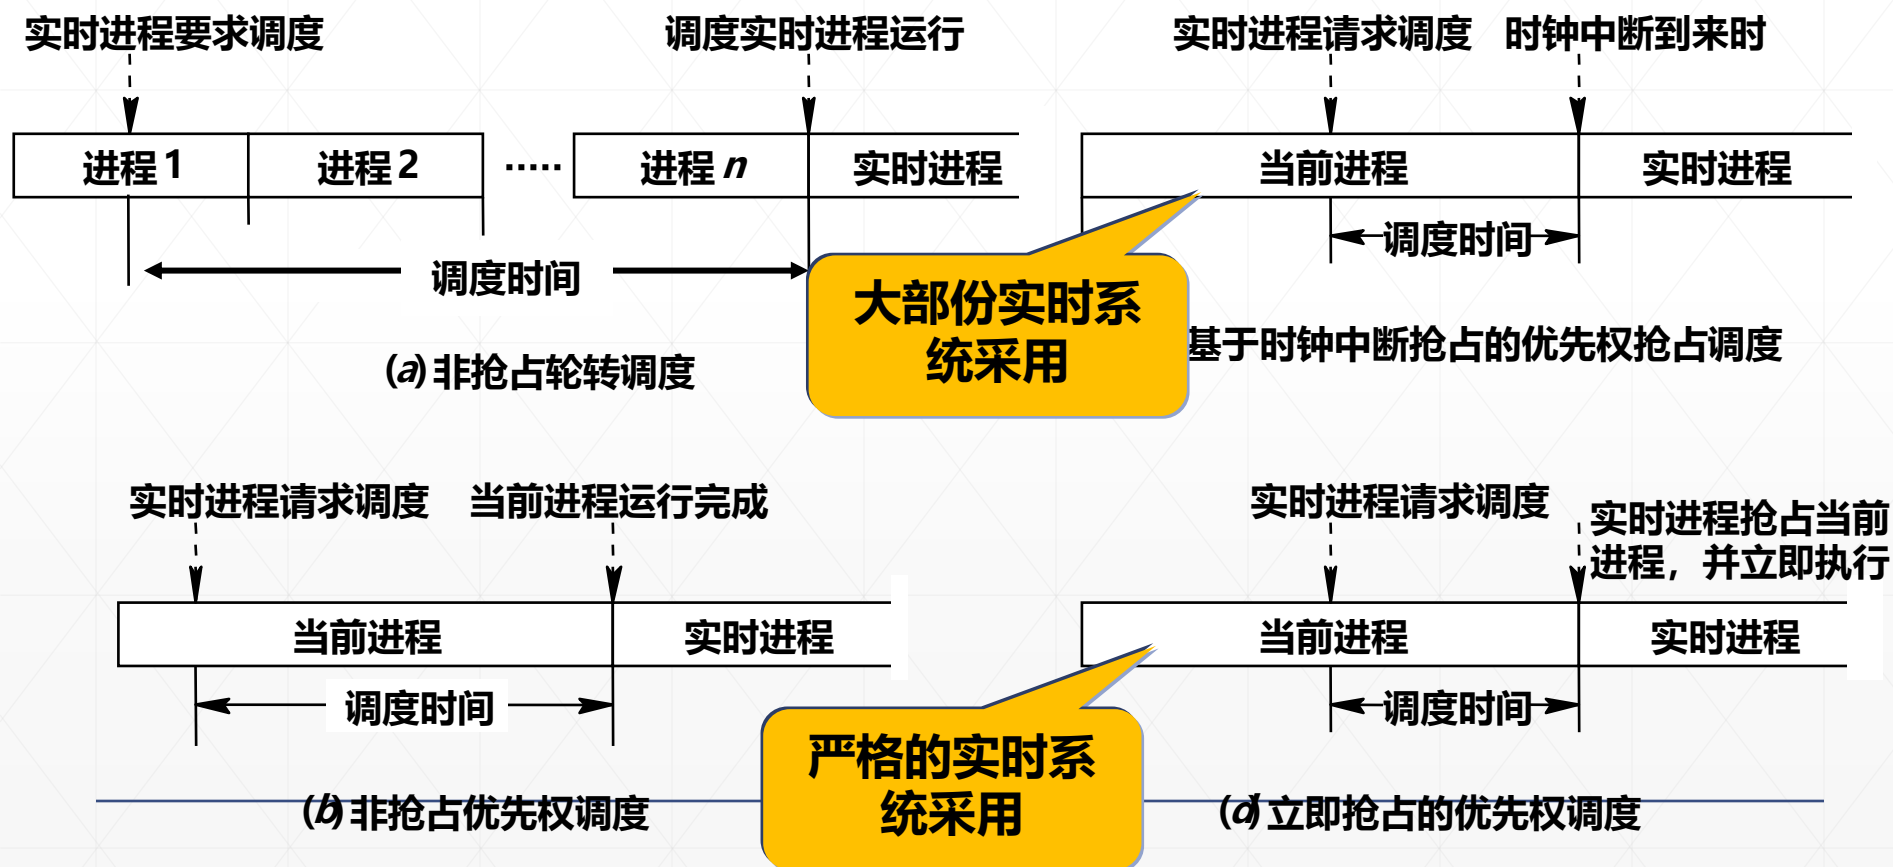 实时进程要求调度
调度实时进程运行
进程1
进程2
·····
进程n
实时进程
调度时间
(a)非抢占轮转调度
实时进程请求调度
时钟中断到来时
当前进程
实时进程
调度时间
大部份实时系
统采用
基于时钟中断抢占的优先权抢占调度
实时进程请求调度
当前进程运行完成
当前进程
实时进程
调度时间
(b)非抢占优先权调度
实时进程请求调度
实时进程抢占当前
进程，并立即执行
当前进程
实时进程
调度时间
严格的实时系
统采用
(d)立即抢占的优先权调度